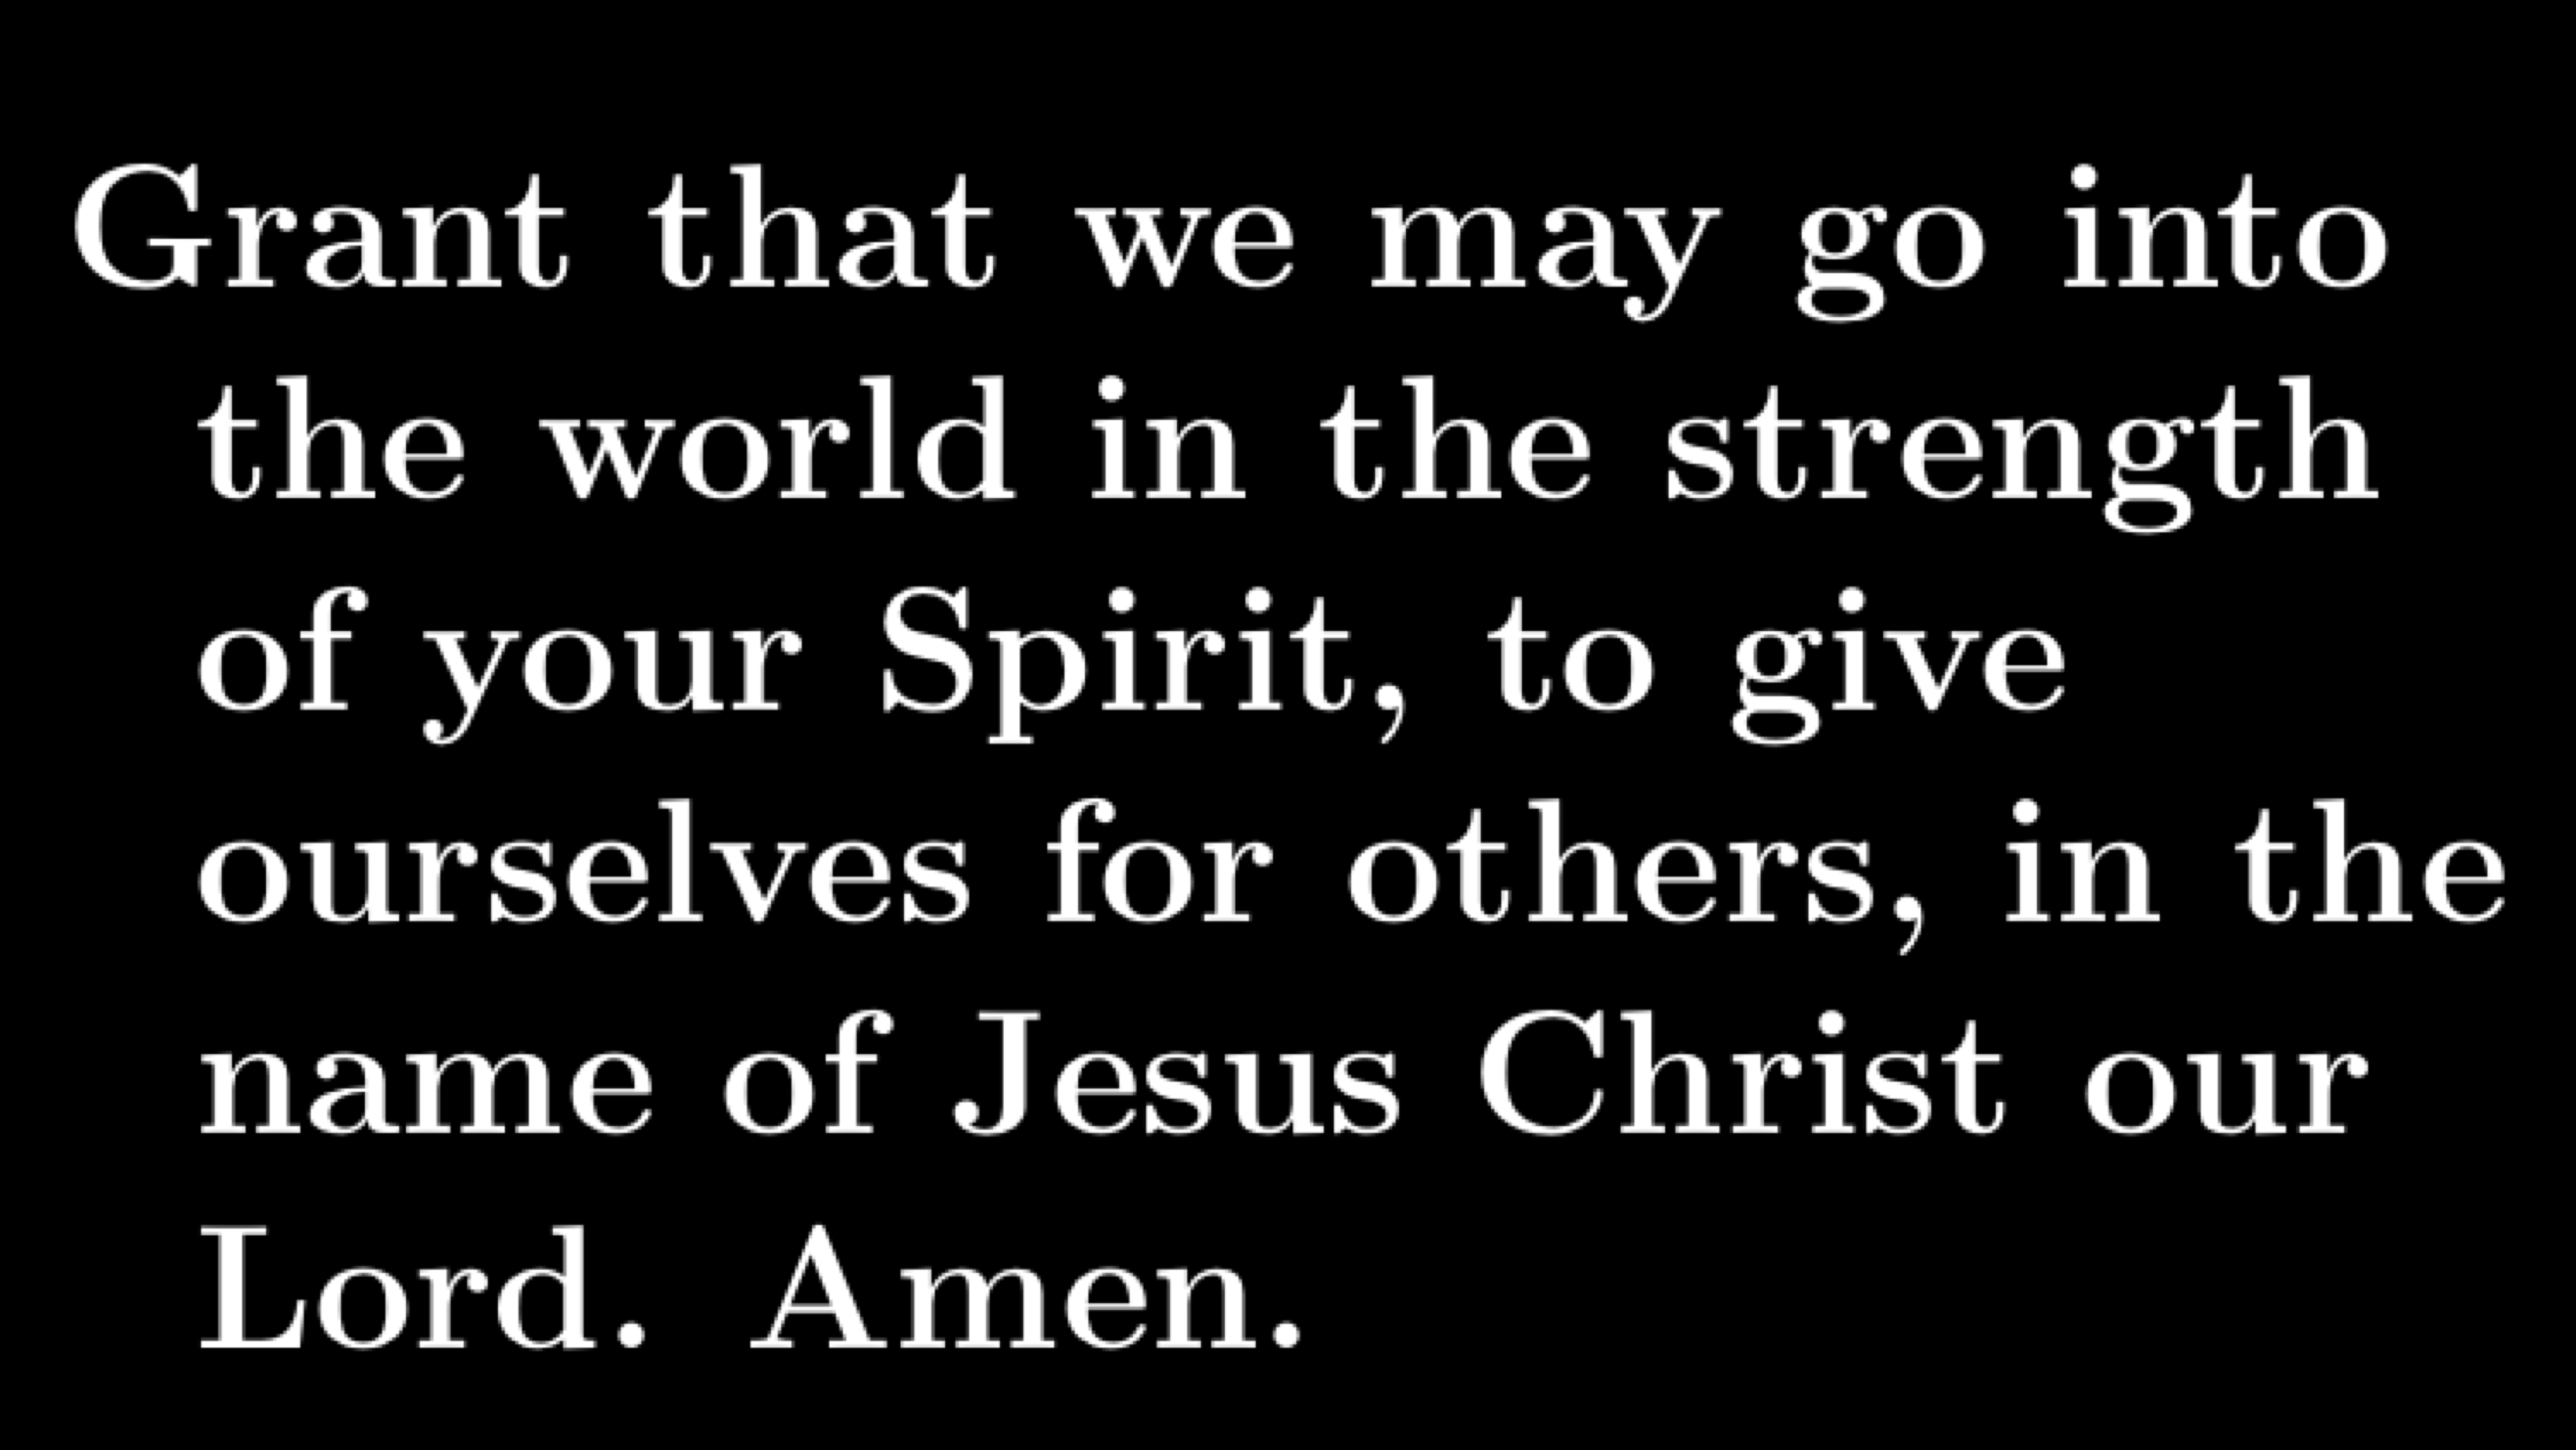 Grant that we may go into
the world in the strength
of your Spirit, to give
ourselves for others, in the
name of Jesus Christ our
Lord. Amen.